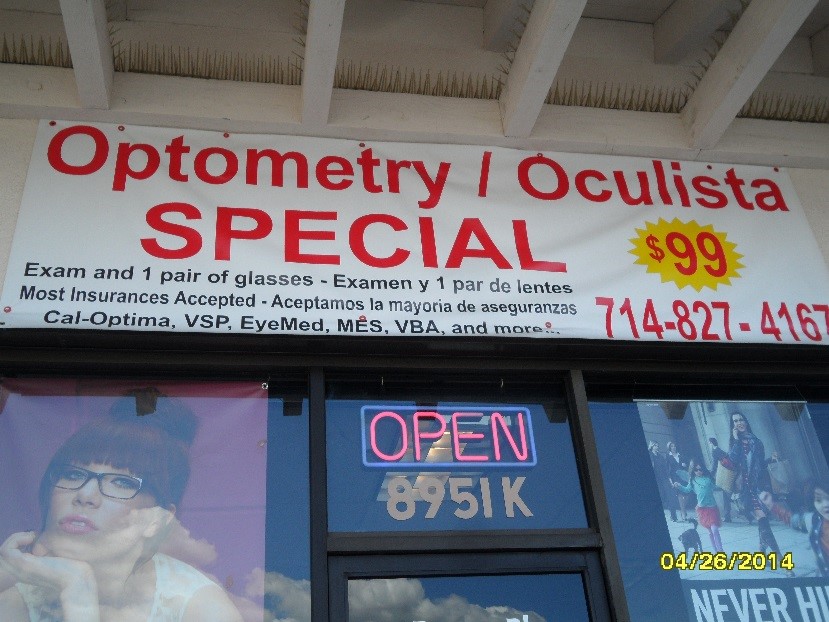 Optometry / Oculista
SPECIAL
$99
Exam and 1 pair of glasses - Examen y 1 par de lentes
Most Insurances Accepted - Aceptamos la mayoria de aseguranzas
Cal-Optima, VSP, EyeMed, MES, VBA, and more...
714-827-4167
OPEN
8951K
04/26/2014
NEVER